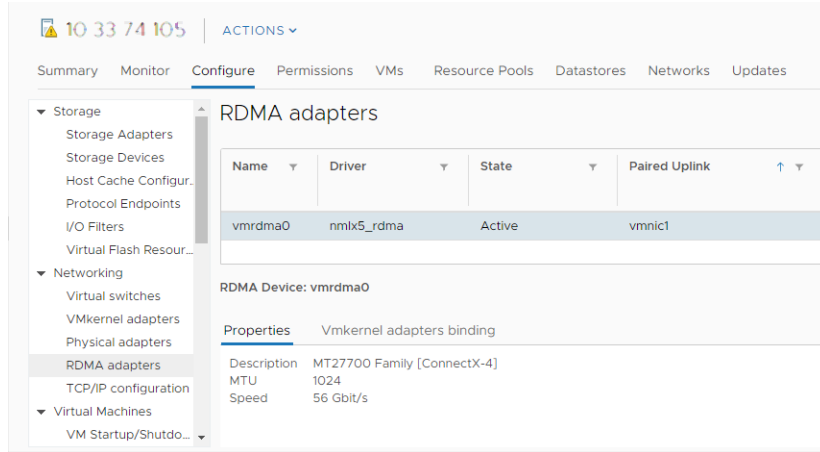 10 33 74 105 ACTIONS
Summary Monitor Configure Permissions VMs Resource Pools Datastores Networks Updates
Storage
Storage Adapters
Storage Devices
Host Cache Configur..
Protocol Endpoints
I/O Filters
Virtual Flash Resour...
Networking
Virtual switches
VMkernel adapters
Physical adapters
RDMA adapters
TCP/IP configuration
Virtual Machines
VM Startup/Shutdo...
RDMA adapters
Name Driver State Paired Uplink
vmrdma0 nmlx5_rdma Active vmnic1
RDMA Device: vmrdma0
Properties Vmkernel adapters binding
Description MT27700 Family [ConnectX-4]
MTU 1024
Speed 56 Gbit/s